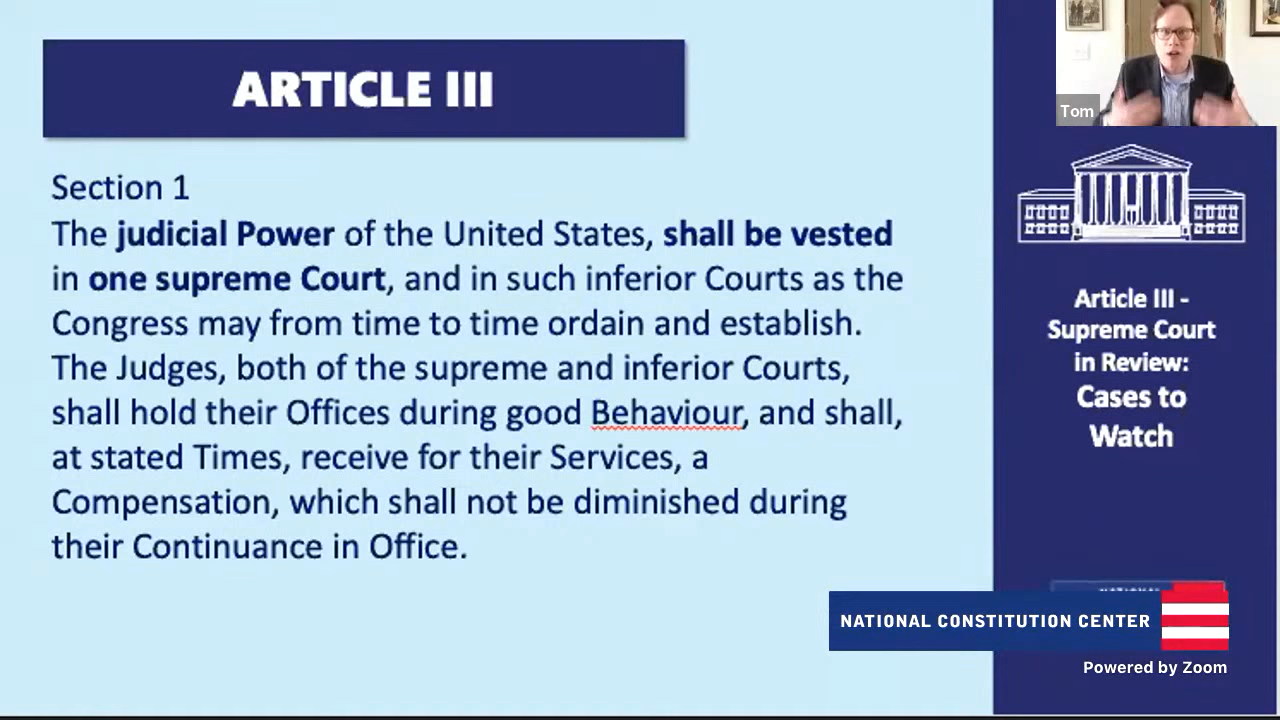 ARTICLE III
Section 1
The judicial Power of the United States, shall be vested
in one supreme Court, and in such inferior Courts as the
Congress may from time to time ordain and establish.
The Judges, both of the supreme and inferior Courts,
shall hold their Offices during good Behaviour, and shall,
at stated Times, receive for their Services, a
Compensation, which shall not be diminished during
their Continuance in Office.
Tom
Article III -
Supreme Court
in Review:
Cases to
Watch
NATIONAL CONSTITUTION CENTER
Powered by Zoom